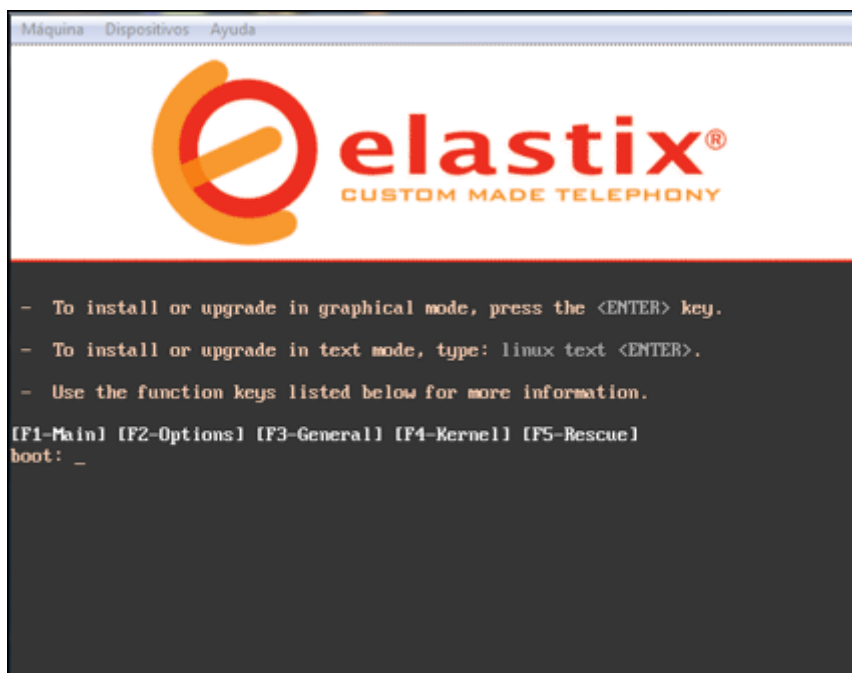 Máquina Dispositivos Ayuda
elastix®
CUSTOM MADE TELEPHONY
- To install or upgrade in graphical mode, press the <ENTER> key.
- To install or upgrade in text mode, type: linux text <ENTER>.
- Use the function keys listed below for more information.
[F1-Main] [F2-Options] [F3-General] [F4-Kernel] [F5-Rescue]
boot: _